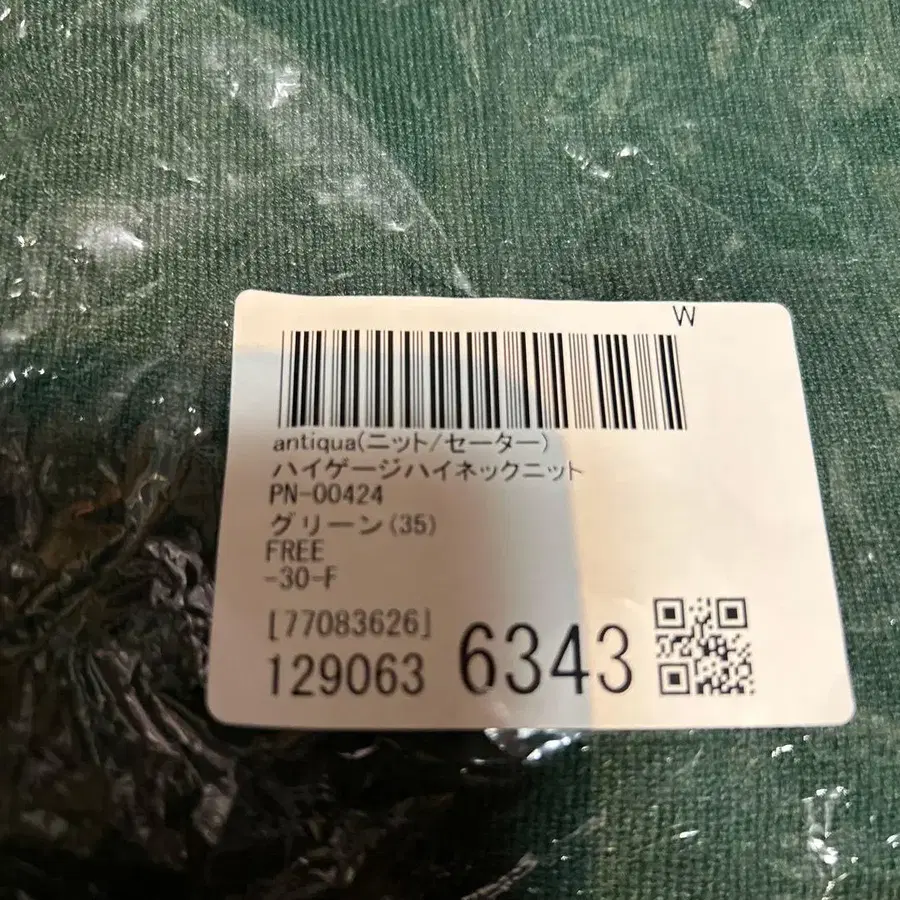 W
antiqua(ニット/セーター)
ハイゲージハイネックニット
PN-00424
グリーン(35)
FREE
-30-F
[77083626]
129063 6343